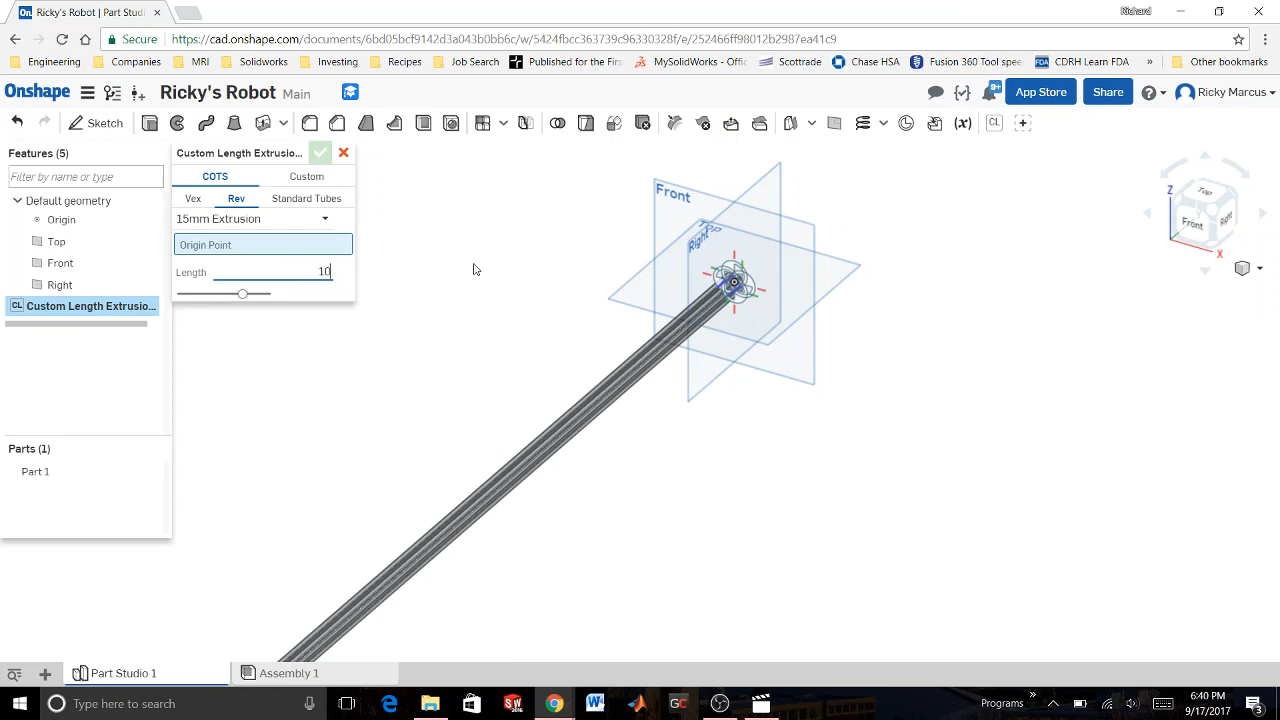 Ricky's Robot | Part Studi
Richard
Secure
https://cad.onshape.com/documents/6bd05bcf9142d3a043b0bb6c/w/5424fbcc363739c96330328f/e/252466ff98012b2987ea41c9
Engineering
Companies
MRI
Solidworks
Investing
Recipes
Job Search
Published for the Firs
MySolidWorks - Offic
Scottrade
Chase HSA
Fusion 360 Tool spee
CDRH Learn FDA
»
Other bookmarks
Onshape
Ricky's Robot Main
App Store
Share
Ricky Marcus
Sketch
(x)
CL
Features (5)
Filter by name or type
Default geometry
Origin
Top
Front
Right
CL Custom Length Extrusio...
Parts (1)
Part 1
Custom Length Extrusio...
COTS
Custom
Vex
Rev
Standard Tubes
15mm Extrusion
Origin Point
Length
10
Front
Top
Right
Top
Front
Right
Z
X
Part Studio 1
Assembly 1
Type here to search
Programs
6:40 PM
9/17/2017
3